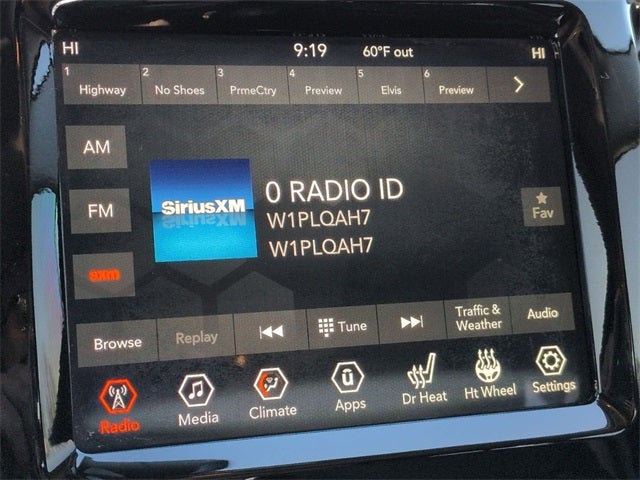 HI 9:19 60°F out HI
1 Highway 2 No Shoes 3 PrmeCtry 4 Preview 5 Elvis 6 Preview
AM
FM
sxm
SiriusXM
0 RADIO ID
W1PLQAH7
W1PLQAH7
Fav
Browse Replay Tune Traffic & Weather Audio
Radio Media Climate Apps Dr Heat Ht Wheel Settings